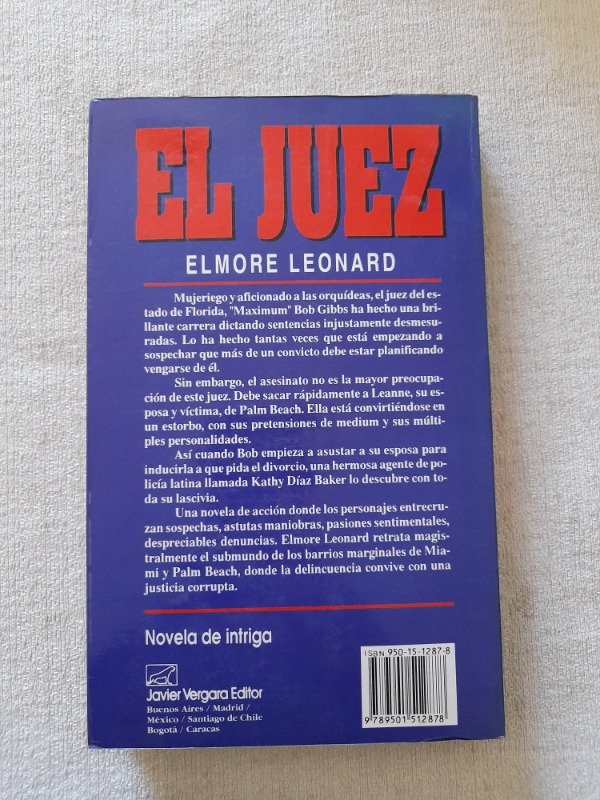 EL JUEZ
ELMORE LEONARD
Mujeriego y aficionado a las orquídeas, el juez del es-
tado de Florida, "Maximum" Bob Gibbs ha hecho una bri-
llante carrera dictando sentencias injustamente desmesu-
radas. Lo ha hecho tantas veces que está empezando a
sospechar que más de un convicto debe estar planificando
vengarse de él.
Sin embargo, el asesinato no es la mayor preocupa-
ción de este juez. Debe sacar rápidamente a Leanne, su es-
posa y víctima, de Palm Beach. Ella está convirtiéndose en
un estorbo, con sus pretensiones de medium y sus múl-
tiples personalidades.
Así cuando Bob empieza a asustar a su esposa para
inducirla a que pida el divorcio, una hermosa agente de po-
licía latina llamada Kathy Díaz Baker lo descubre con to-
da su lascivia.
Una novela de acción donde los personajes entrecru-
zan sospechas, astutas maniobras, pasiones sentimentales,
despreciables denuncias. Elmore Leonard retrata magis-
tralmente el submundo de los barrios marginales de Mia-
mi y Palm Beach, donde la delincuencia convive con una
justicia corrupta.
Novela de intriga
ISBN 950-15-1287-8
Javier Vergara Editor
Buenos Aires / Madrid /
México / Santiago de Chile
Bogotá / Caracas
9 789501 512878